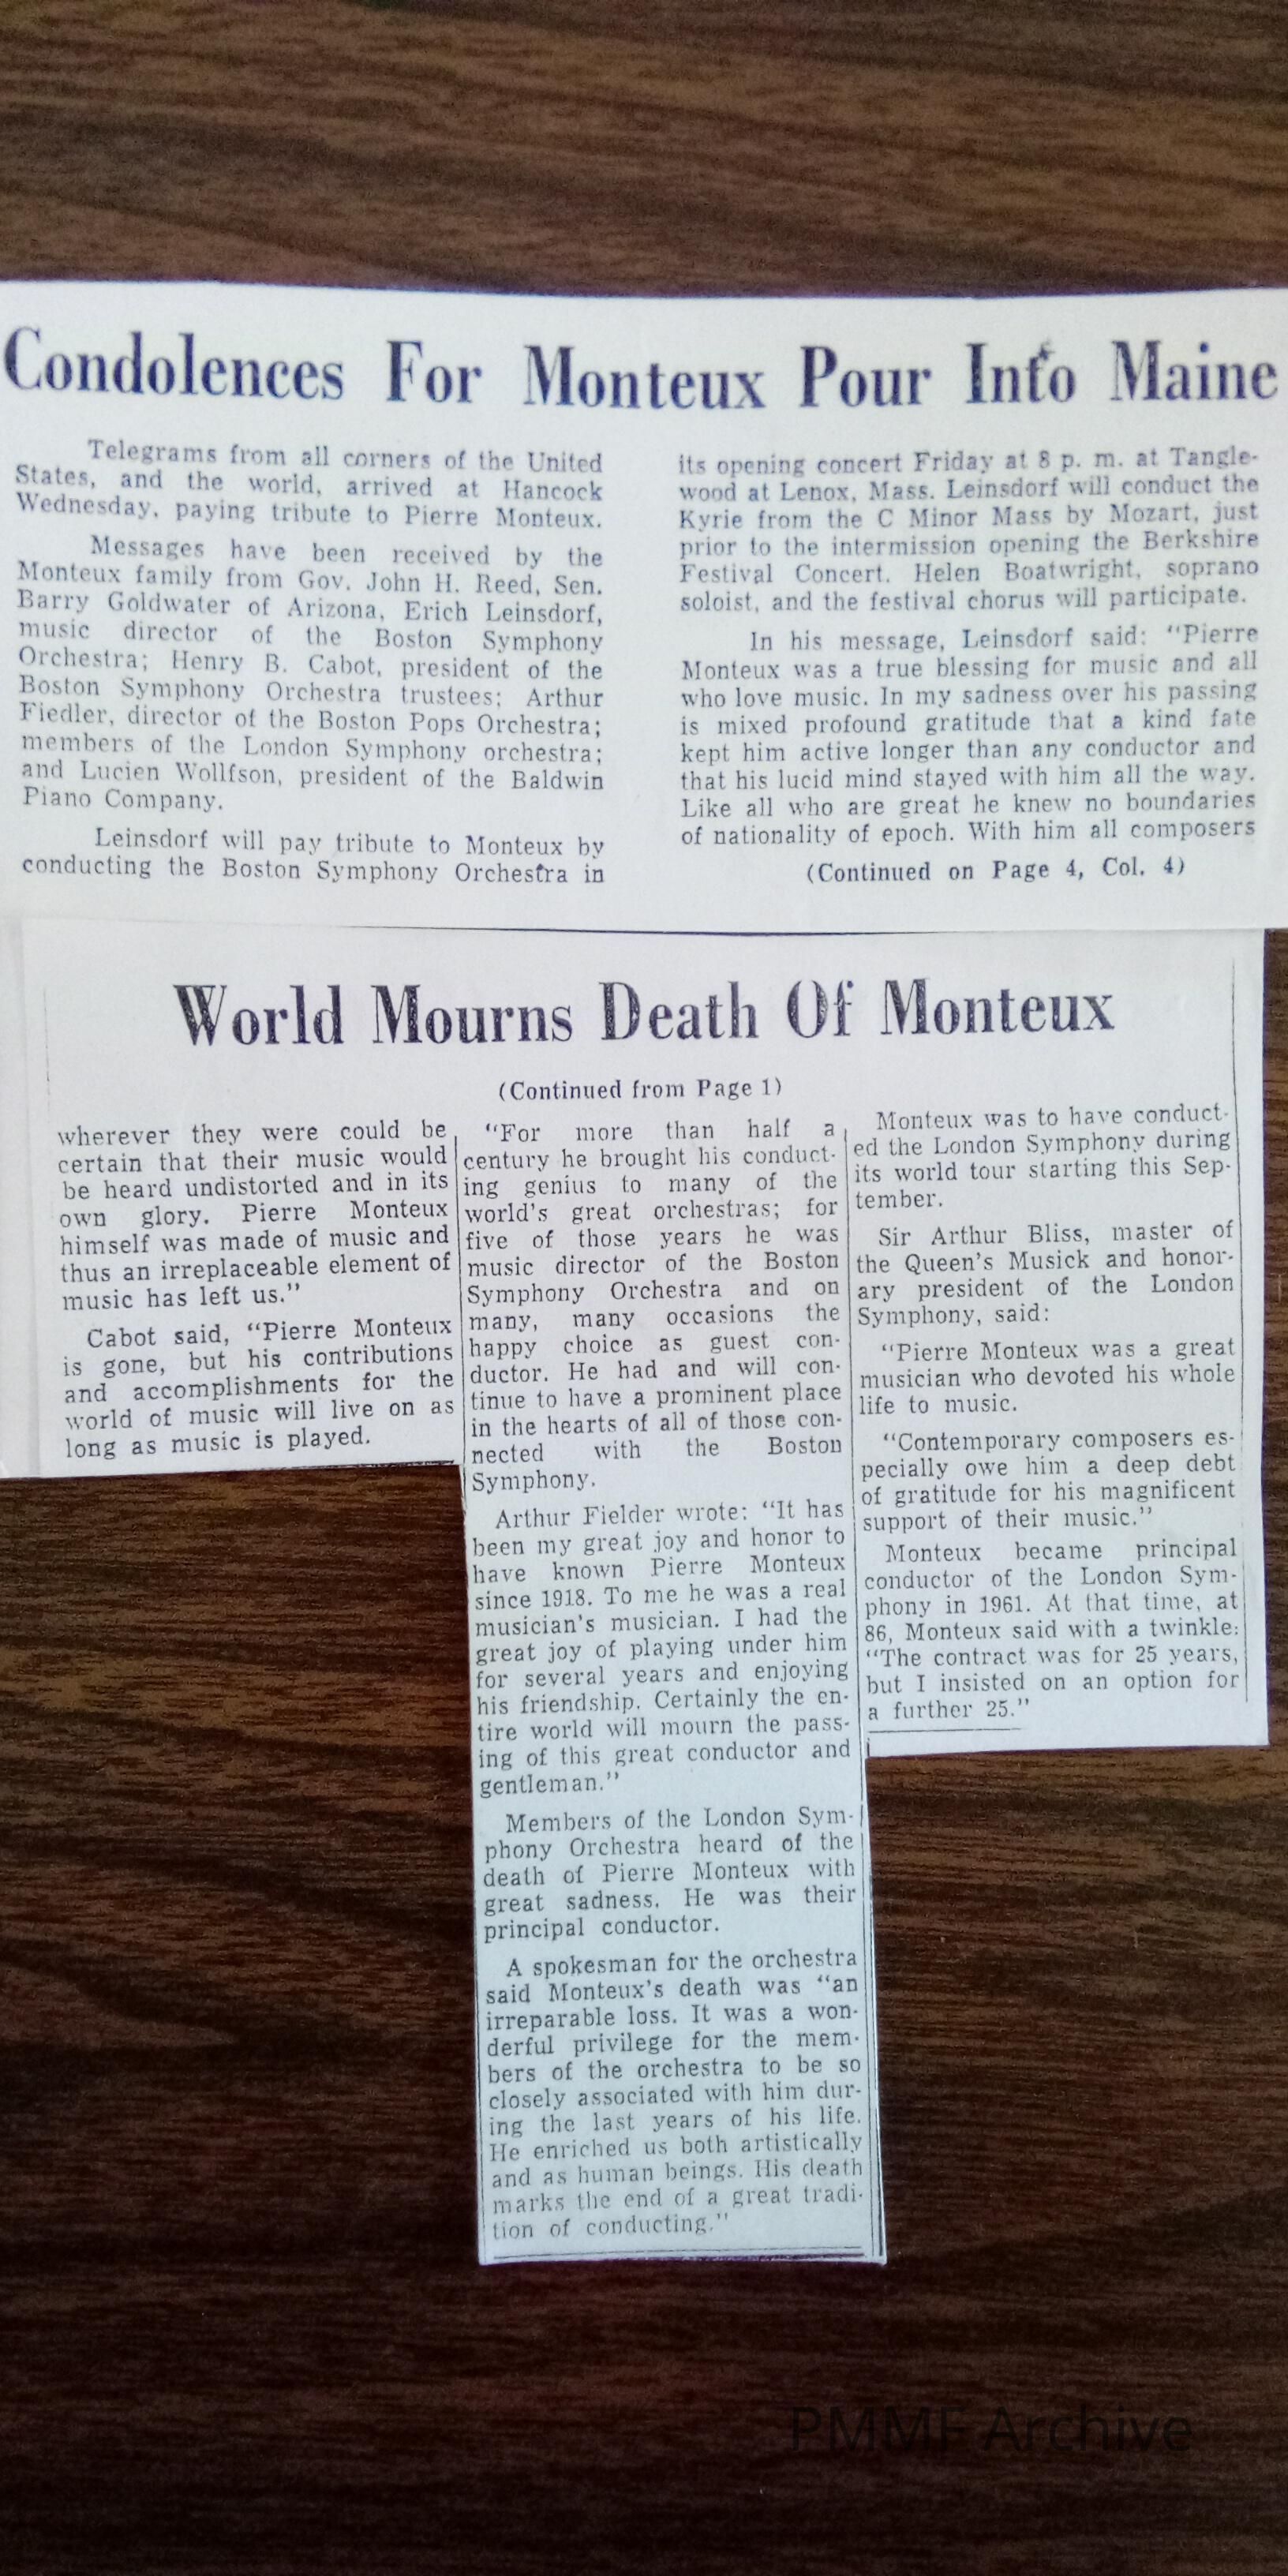 Condolences For Monteux Pour Into Maine
Telegrams from all corners of the United
States, and the world, arrived at Hancock
Wednesday, paying tribute to Pierre Monteux.
Messages have been received by the
Monteux family from Gov. John H. Reed, Sen.
Barry Goldwater of Arizona, Erich Leinsdorf,
music director of the Boston Symphony
Orchestra; Henry B. Cabot, president of the
Boston Symphony Orchestra trustees; Arthur
Fiedler, director of the Boston Pops Orchestra;
members of the London Symphony orchestra;
and Lucien Wollfson, president of the Baldwin
Piano Company.
Leinsdorf will pay tribute to Monteux by
conducting the Boston Symphony Orchestra in
its opening concert Friday at 8 p. m. at Tangle-
wood at Lenox, Mass. Leinsdorf will conduct the
Kyrie from the C Minor Mass by Mozart, just
prior to the intermission opening the Berkshire
Festival Concert. Helen Boatwright, soprano
soloist, and the festival chorus will participate.
In his message, Leinsdorf said: "Pierre
Monteux was a true blessing for music and all
who love music. In my sadness over his passing
is mixed profound gratitude that a kind fate
kept him active longer than any conductor and
that his lucid mind stayed with him all the way.
Like all who are great he knew no boundaries
of nationality of epoch. With him all composers
(Continued on Page 4, Col. 4)
World Mourns Death Of Monteux
(Continued from Page 1)
wherever they were could be
certain that their music would
be heard undistorted and in its
own glory. Pierre Monteux
himself was made of music and
thus an irreplaceable element of
music has left us."
Cabot said, "Pierre Monteux
is gone, but his contributions
and accomplishments for the
world of music will live on as
long as music is played.
"For more than half a
century he brought his conduct-
ing genius to many of the
world's great orchestras; for
five of those years he was
music director of the Boston
Symphony Orchestra and on
many, many occasions the
happy choice as guest con-
ductor. He had and will con-
tinue to have a prominent place
in the hearts of all of those con-
nected with the Boston
Symphony.
Arthur Fielder wrote: "It has
been my great joy and honor to
have known Pierre Monteux
since 1918. To me he was a real
musician's musician. I had the
great joy of playing under him
for several years and enjoying
his friendship. Certainly the en-
tire world will mourn the pass-
ing of this great conductor and
gentleman."
Members of the London Sym-
phony Orchestra heard of the
death of Pierre Monteux with
great sadness. He was their
principal conductor.
A spokesman for the orchestra
said Monteux's death was "an
irreparable loss. It was a won-
derful privilege for the mem-
bers of the orchestra to be so
closely associated with him dur-
ing the last years of his life.
He enriched us both artistically
and as human beings. His death
marks the end of a great tradi-
tion of conducting."
Monteux was to have conduct-
ed the London Symphony during
its world tour starting this Sep-
tember.
Sir Arthur Bliss, master of
the Queen's Musick and honor-
ary president of the London
Symphony, said:
"Pierre Monteux was a great
musician who devoted his whole
life to music.
"Contemporary composers es-
pecially owe him a deep debt
of gratitude for his magnificent
support of their music."
Monteux became principal
conductor of the London Sym-
phony in 1961. At that time, at
86, Monteux said with a twinkle:
"The contract was for 25 years,
but I insisted on an option for
a further 25."
PMMF Archive